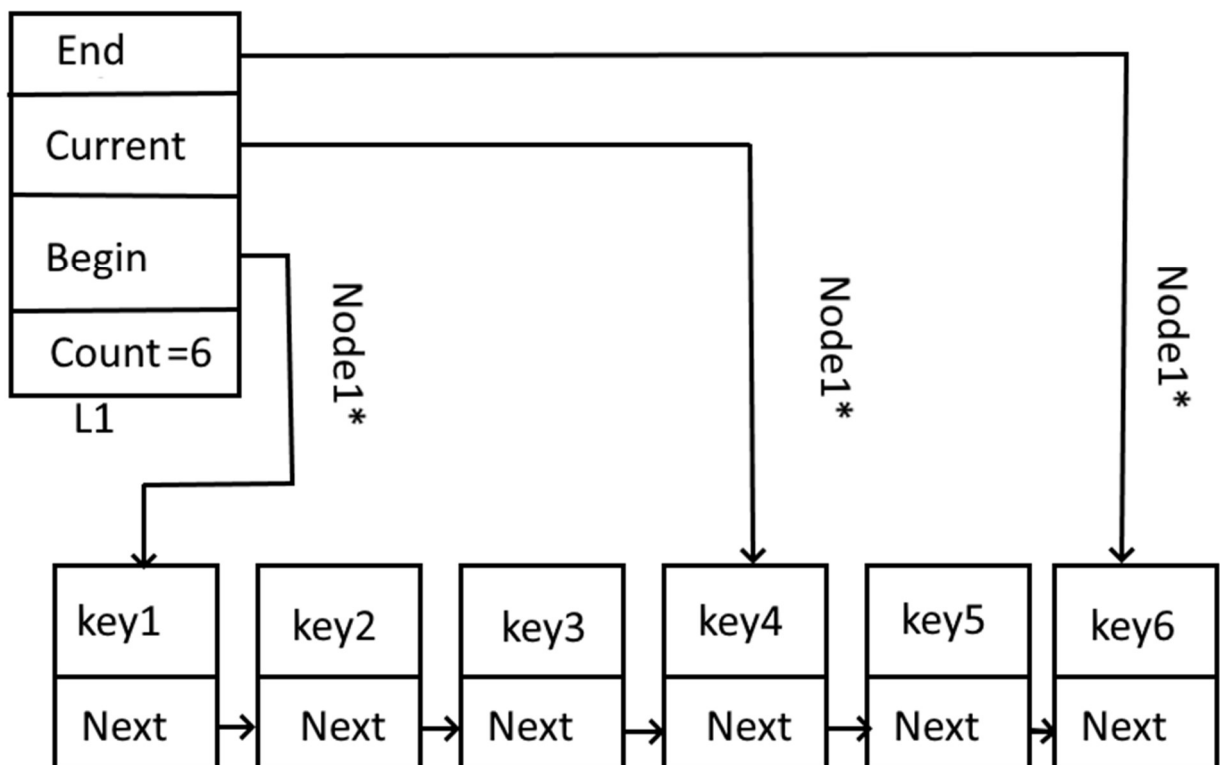 End
Current
Begin
Count =6
L1
Node1*
Node1*
Node1*
key1
key2
key3
key4
key5
key6
Next
Next
Next
Next
Next
Next